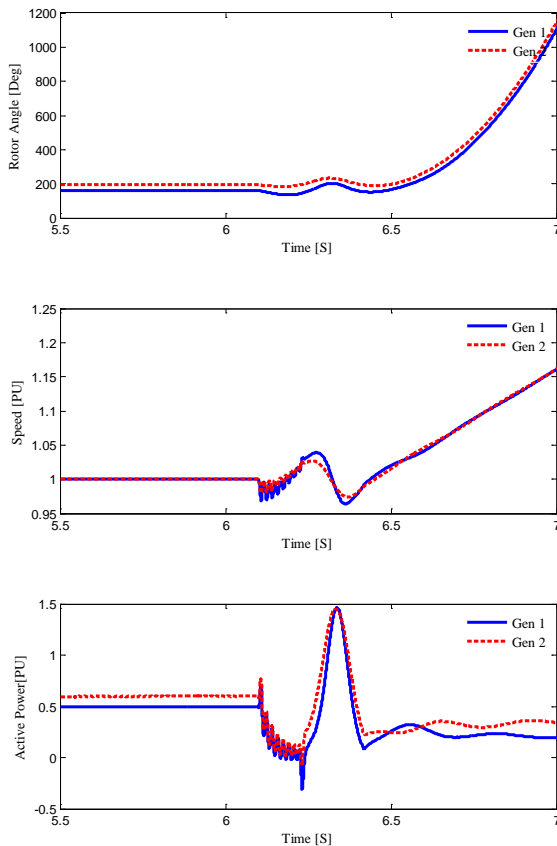 1200
1000
800
600
400
200
0
Rotor Angle [Deg]
Gen 1
Gen 2
5.5 6 6.5 7
Time [S]
1.25
1.2
1.15
1.1
1.05
1
0.95
Speed [PU]
Gen 1
Gen 2
5.5 6 6.5 7
Time [S]
1.5
1
0.5
0
-0.5
Active Power[PU]
Gen 1
Gen 2
5.5 6 6.5 7
Time [S]